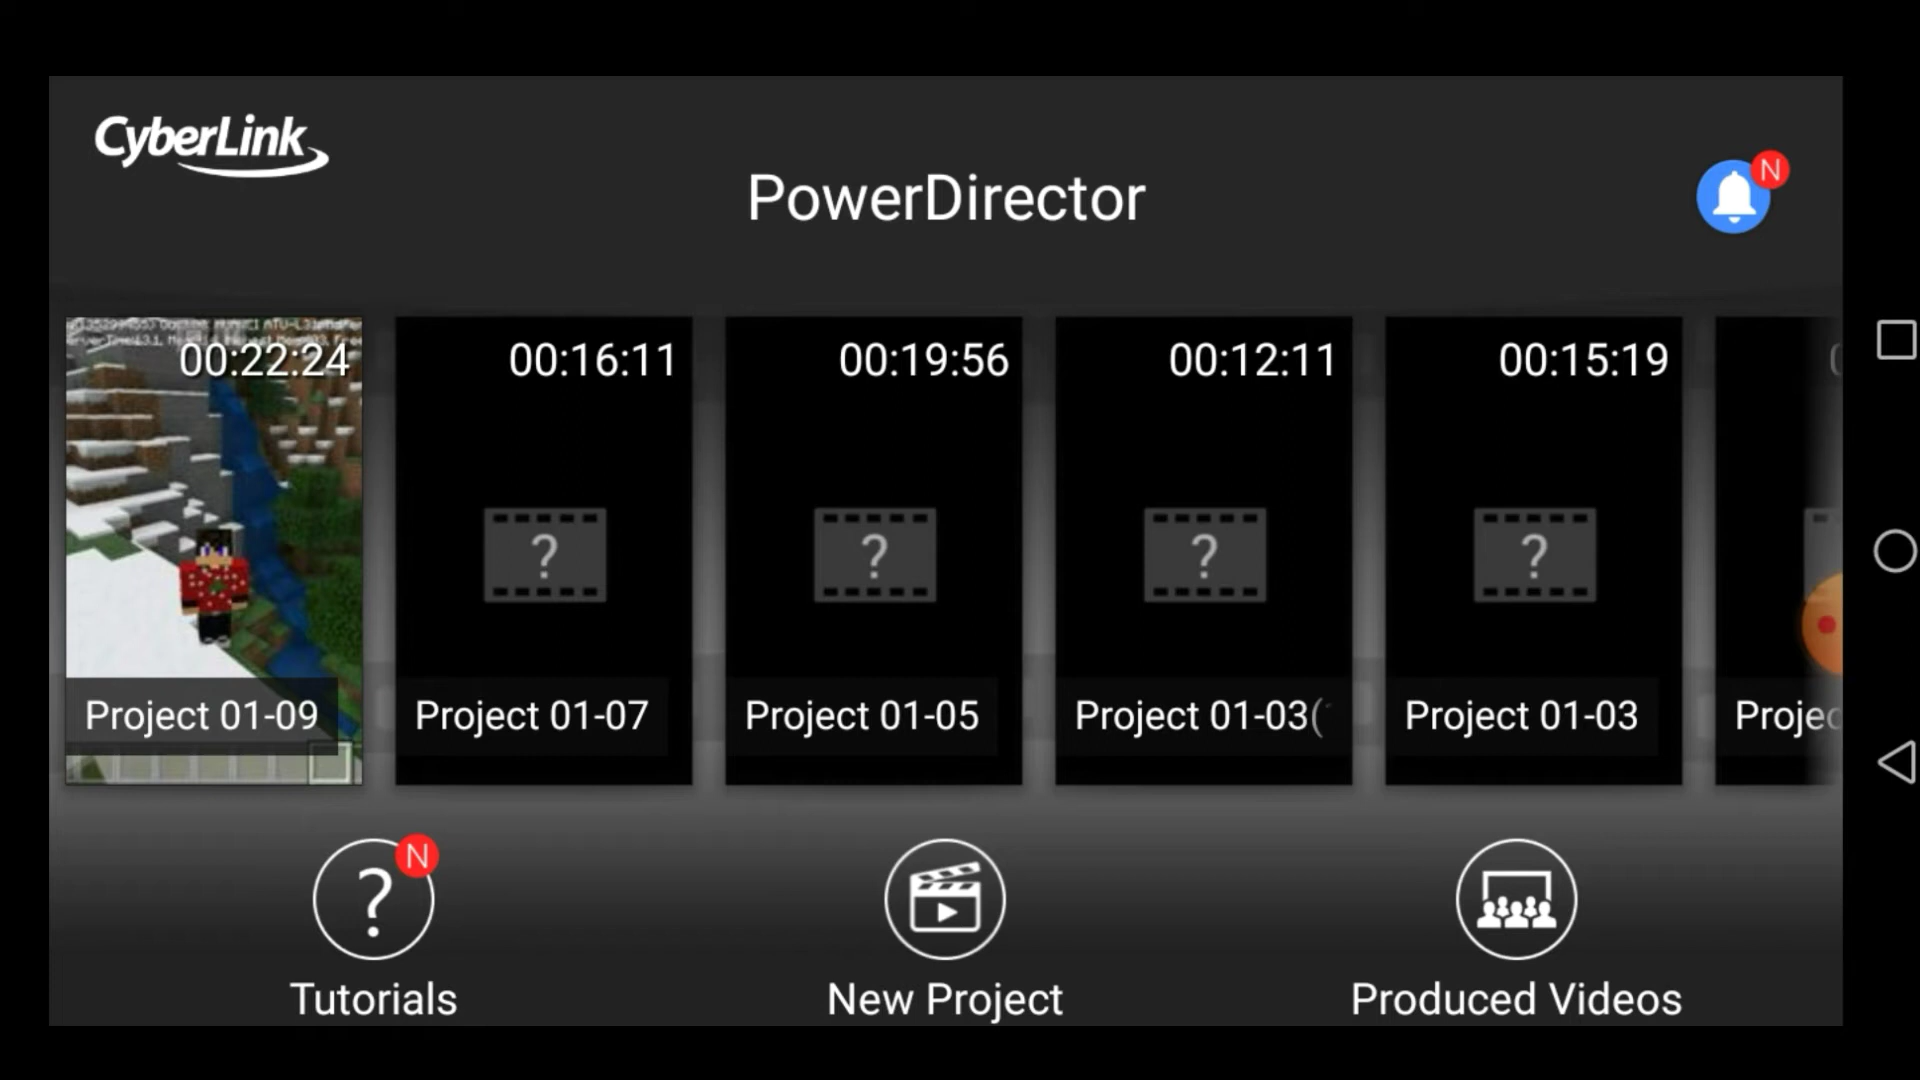 CyberLink
PowerDirector
N
00:22:24
00:16:11
00:19:56
00:12:11
00:15:19
?
?
?
?
Project 01-09
Project 01-07
Project 01-05
Project 01-03(
Project 01-03
Projec
?
N
Tutorials
New Project
Produced Videos